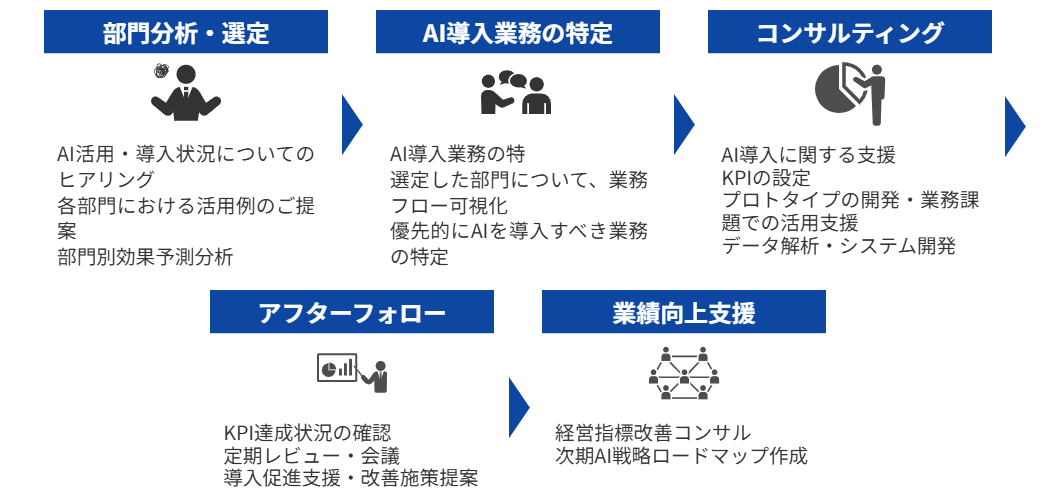 部門分析・選定
AI活用・導入状況についての
ヒアリング
各部門における活用例のご提
案
部門別効果予測分析
AI導入業務の特定
AI導入業務の特
選定した部門について、業務
フロー可視化
優先的にAIを導入すべき業務
の特定
コンサルティング
AI導入に関する支援
KPIの設定
プロトタイプの開発・業務課
題での活用支援
データ解析・システム開発
アフターフォロー
KPI達成状況の確認
定期レビュー・会議
導入促進支援・改善施策提案
業績向上支援
経営指標改善コンサル
次期AI戦略ロードマップ作成